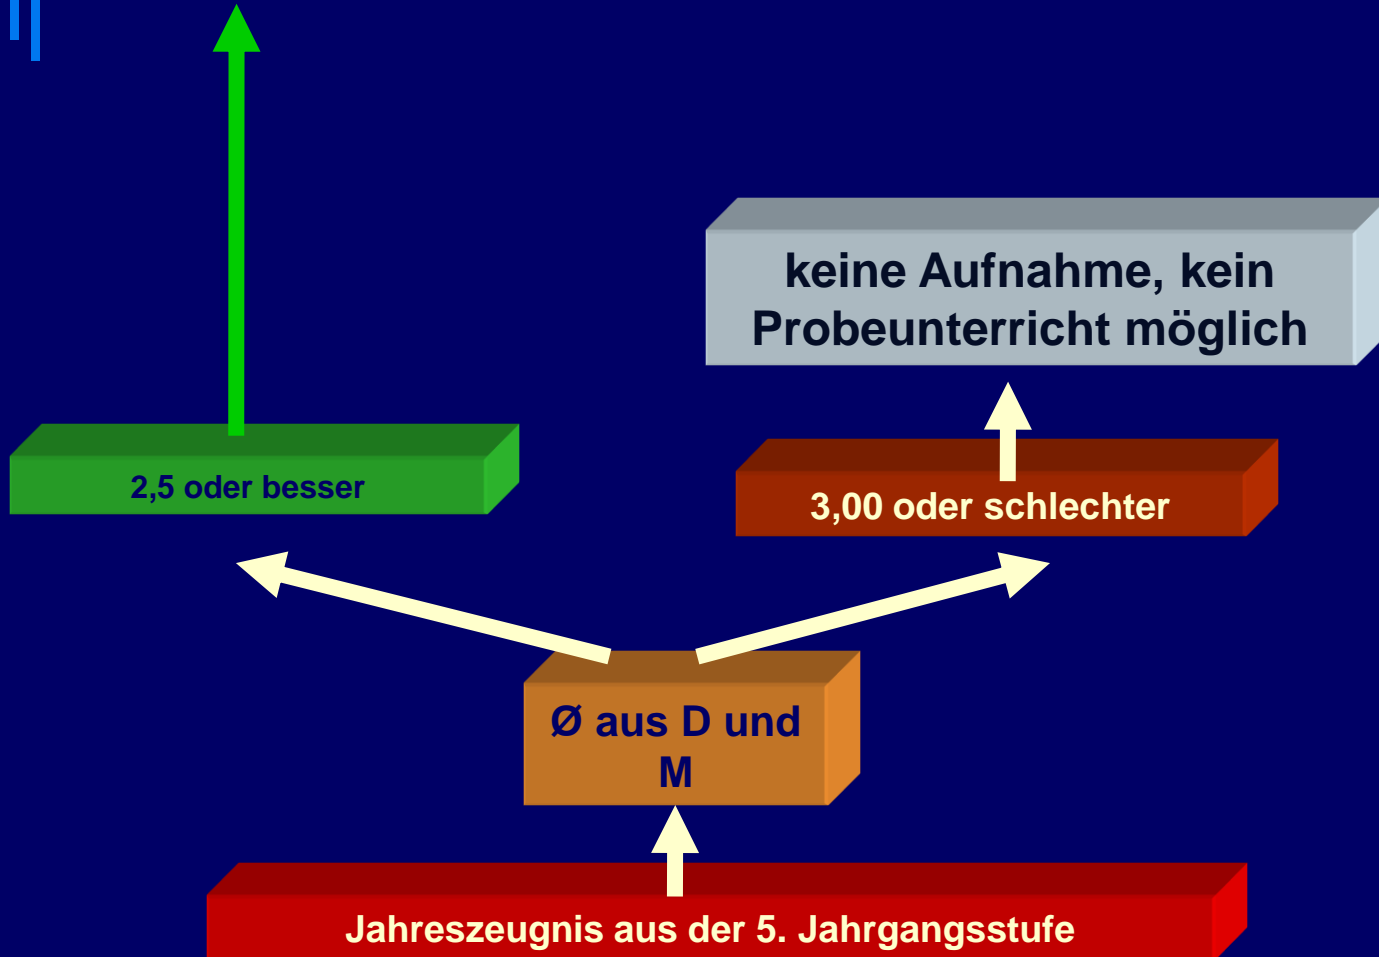 keine Aufnahme, kein
Probeunterricht möglich
2,5 oder besser
3,00 oder schlechter
Ø aus D und
M
Jahreszeugnis aus der 5. Jahrgangsstufe